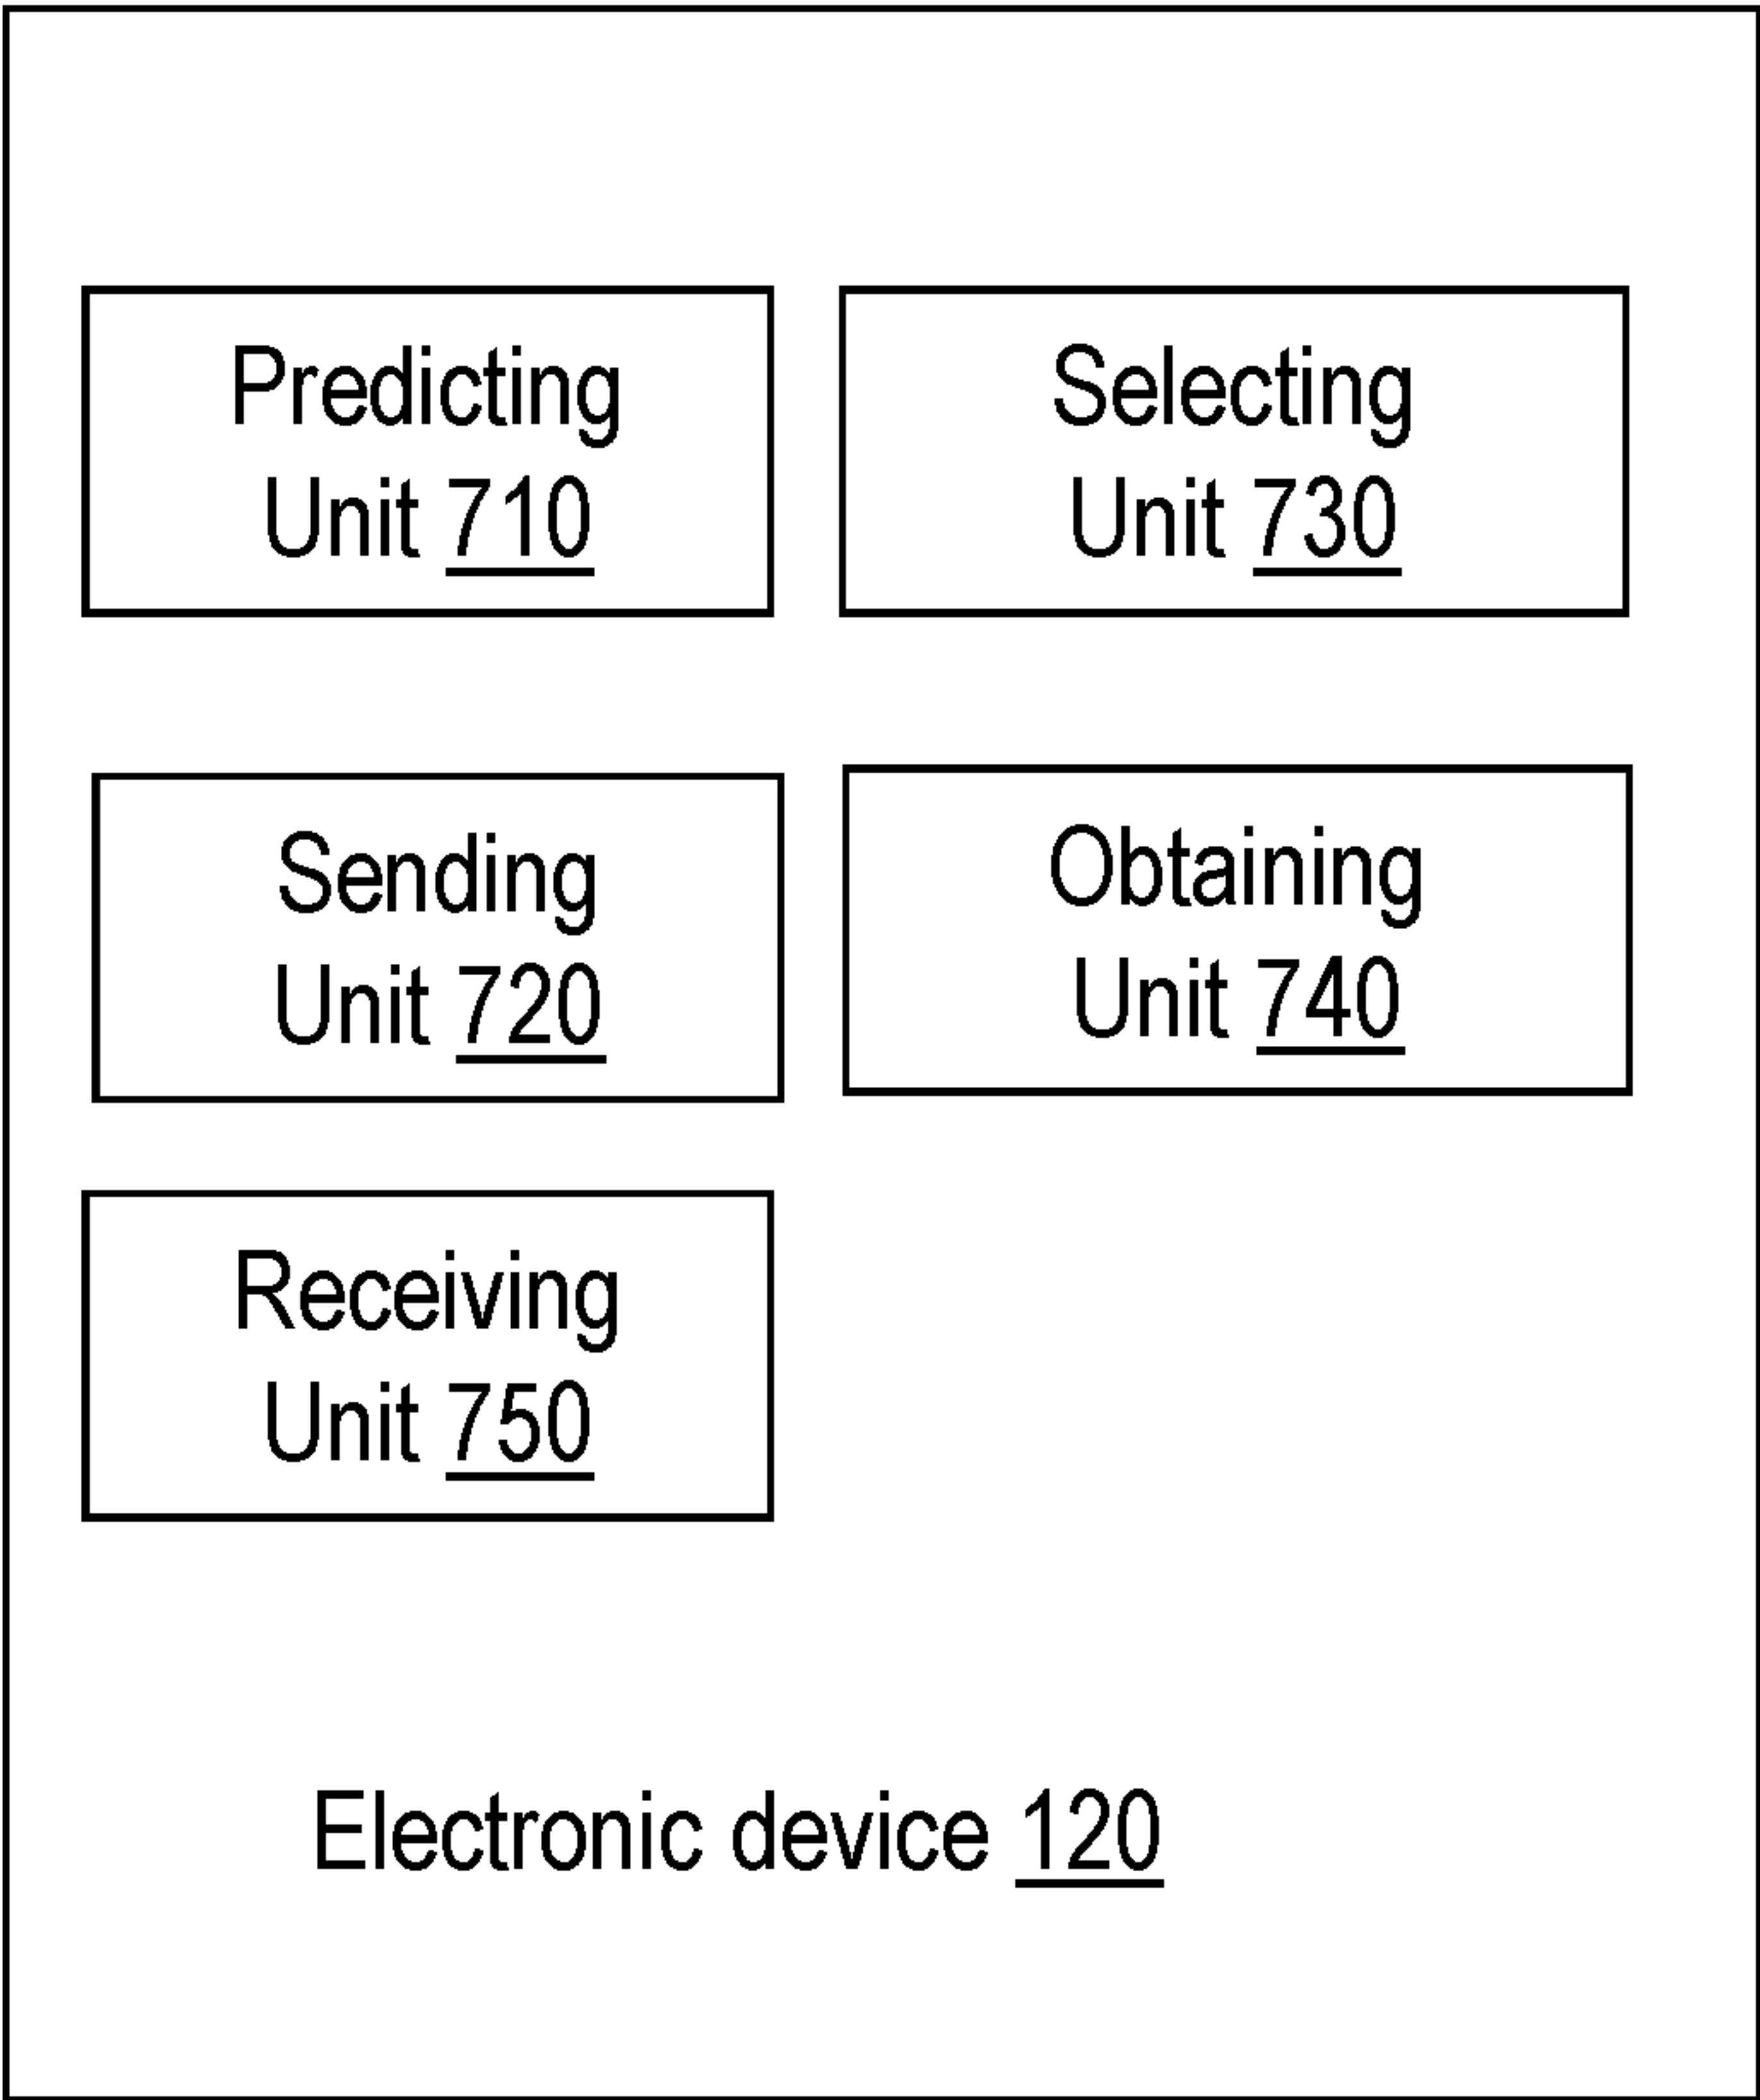 Predicting
Unit 710
Selecting
Unit 730
Sending
Unit 720
Obtaining
Unit 740
Receiving
Unit 750
Electronic device 120